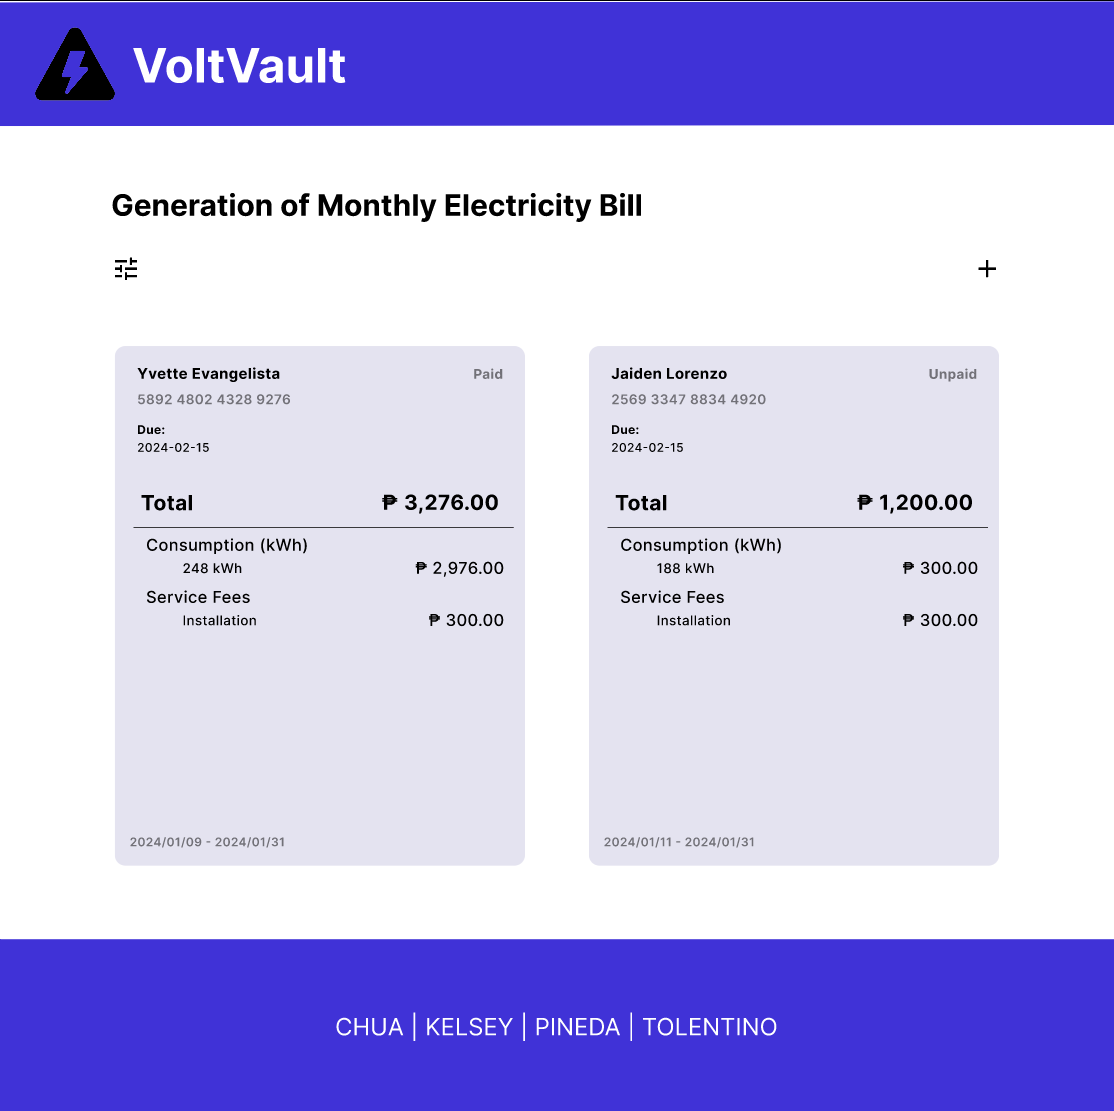 VoltVault
Generation of Monthly Electricity Bill
Yvette Evangelista Paid
5892 4802 4328 9276
Due:
2024-02-15
Total ₱ 3,276.00
Consumption (kWh)
248 kWh ₱ 2,976.00
Service Fees
Installation ₱ 300.00
2024/01/09 - 2024/01/31
Jaiden Lorenzo Unpaid
2569 3347 8834 4920
Due:
2024-02-15
Total ₱ 1,200.00
Consumption (kWh)
188 kWh ₱ 300.00
Service Fees
Installation ₱ 300.00
2024/01/11 - 2024/01/31
CHUA | KELSEY | PINEDA | TOLENTINO